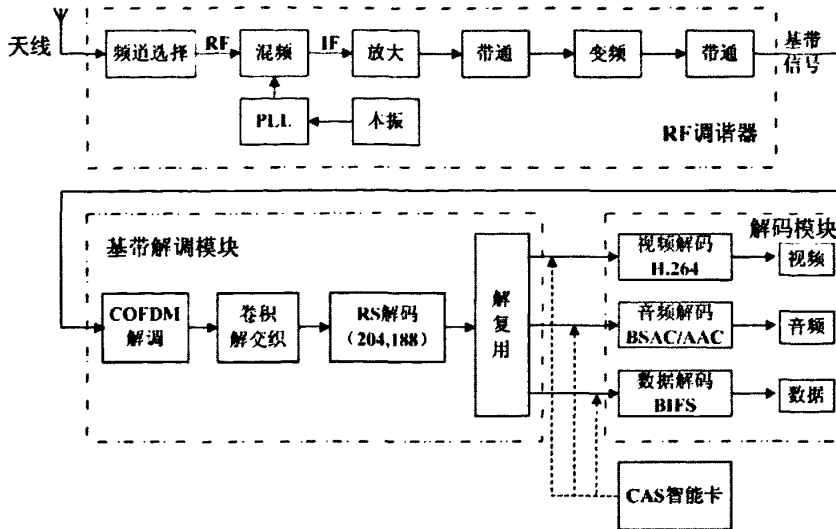 天线
频道选择
RF
混频
IF
放大
带通
变频
带通
基带
信号
PLL
本振
RF调谐器
基带解调模块
解码模块
COFDM
解调
卷积
解交织
RS解码
（204,188）
解复用
视频解码
H.264
视频
音频解码
BSAC/AAC
音频
数据解码
BIFS
数据
CAS智能卡